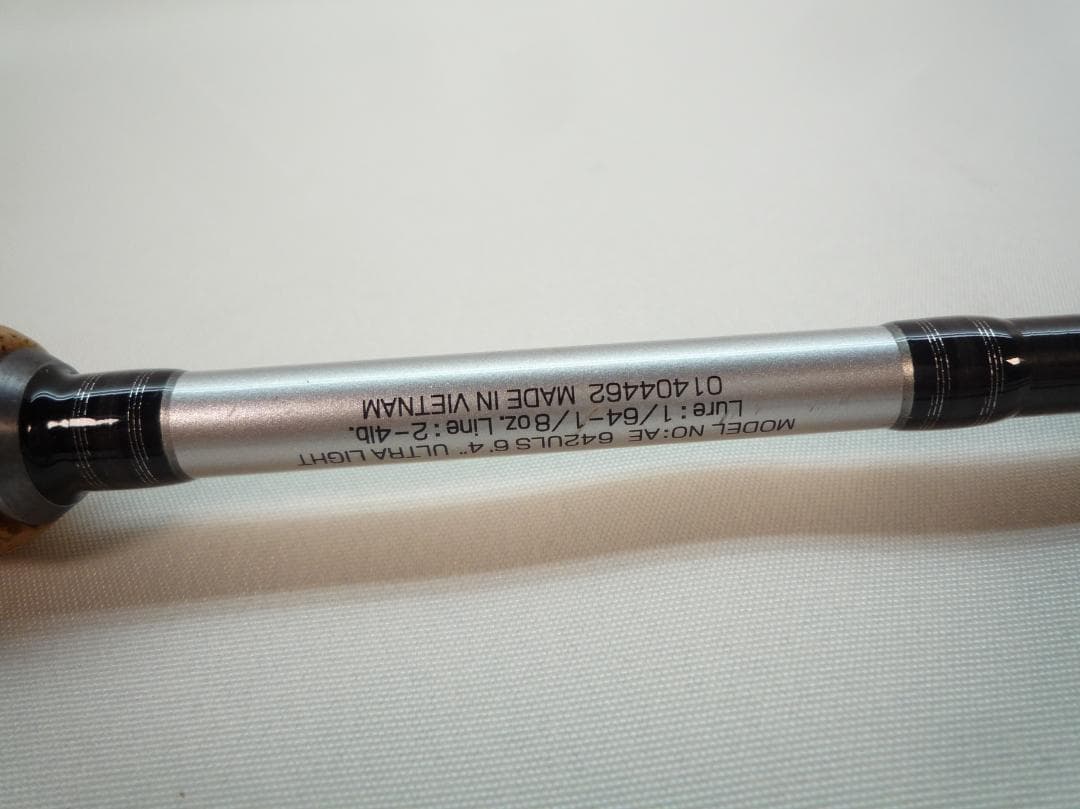 MODEL NO:AE 642ULS 6'4" ULTRA LIGHT
Lure:1/64-1/8oz. Line:2-4lb.
01404462 MADE IN VIETNAM